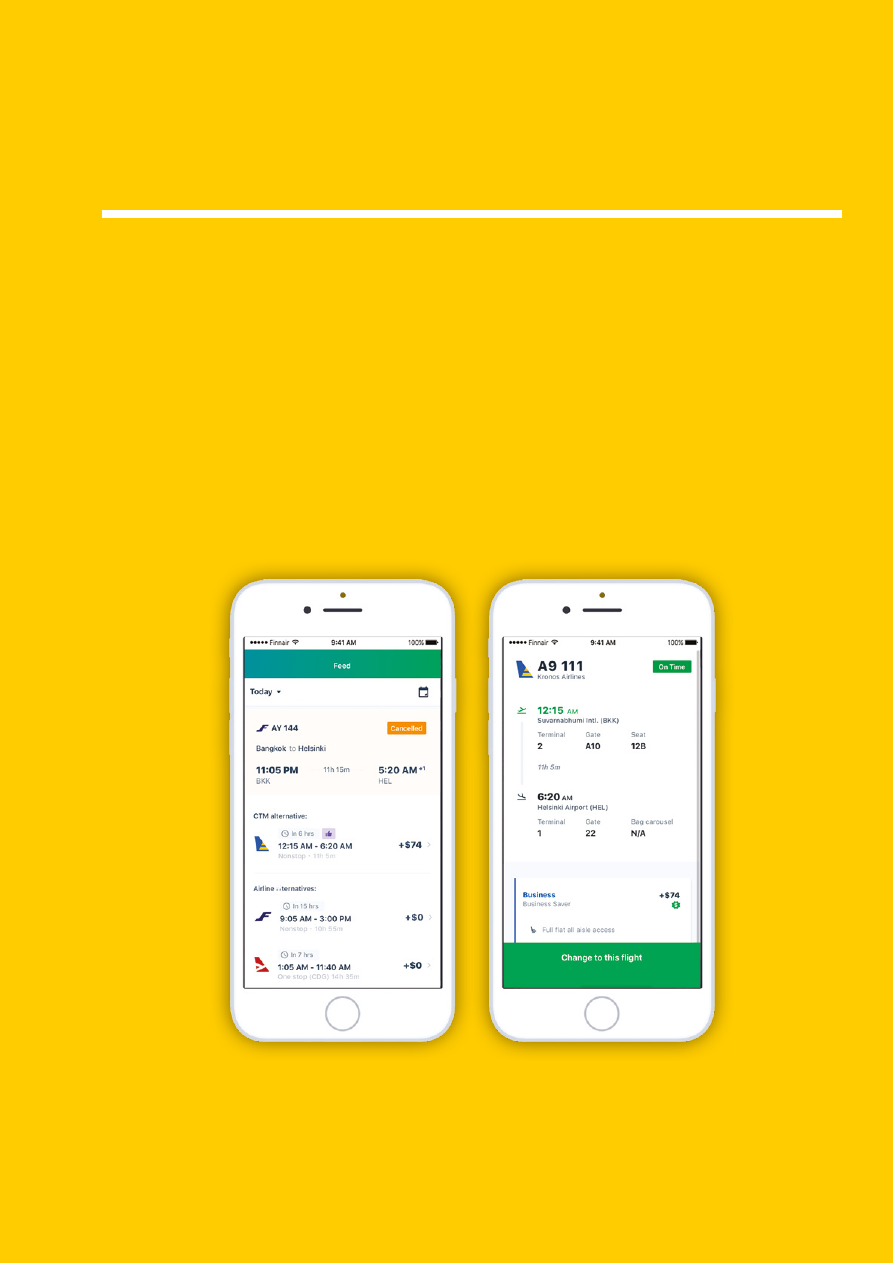 Finnair
9:41 AM
100%
Feed
Today
AY 144
Cancelled
Bangkok to Helsinki
11:05 PM
11h 15m
5:20 AM +1
BKK
HEL
CTM alternative:
In 6 hrs
12:15 AM - 6:20 AM
+$74
Nonstop · 11h 5m
Airline alternatives:
In 15 hrs
9:05 AM - 3:00 PM
+$0
Nonstop · 10h 55m
In 7 hrs
1:05 AM - 11:40 AM
+$0
One stop (CDG) 14h 35m
Finnair
9:41 AM
100%
A9 111
On Time
Kronos Airlines
12:15 AM
Suvarnabhumi Intl. (BKK)
Terminal
Gate
Seat
2
A10
12B
11h 5m
6:20 AM
Helsinki Airport (HEL)
Terminal
Gate
Bag carousel
1
22
N/A
Business
+$74
Business Saver
Full flat all aisle access
Change to this flight